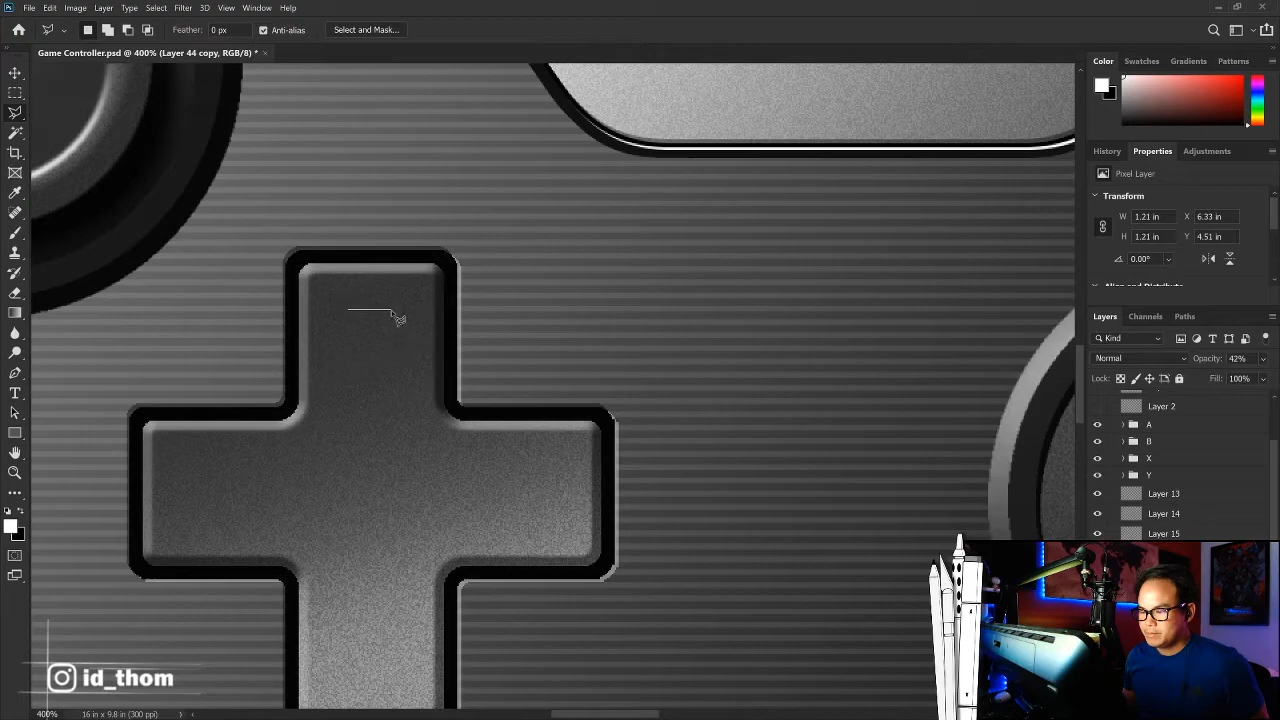 Ps File Edit Image Layer Type Select Filter 3D View Window Help
Feather: 0 px Anti-alias Select and Mask...
Game Controller.psd @ 400% (Layer 44 copy, RGB/8) * ×
Color Swatches Gradients Patterns
History Properties Adjustments
Pixel Layer
Transform
W 1.21 in X 6.33 in
H 1.21 in Y 4.51 in
0.00°
Layers Channels Paths
Kind
Normal Opacity: 42%
Lock: Fill: 100%
Layer 2
A
B
X
Y
Layer 13
Layer 14
Layer 15
id_thom
400% 16 in x 9.8 in (300 ppi)